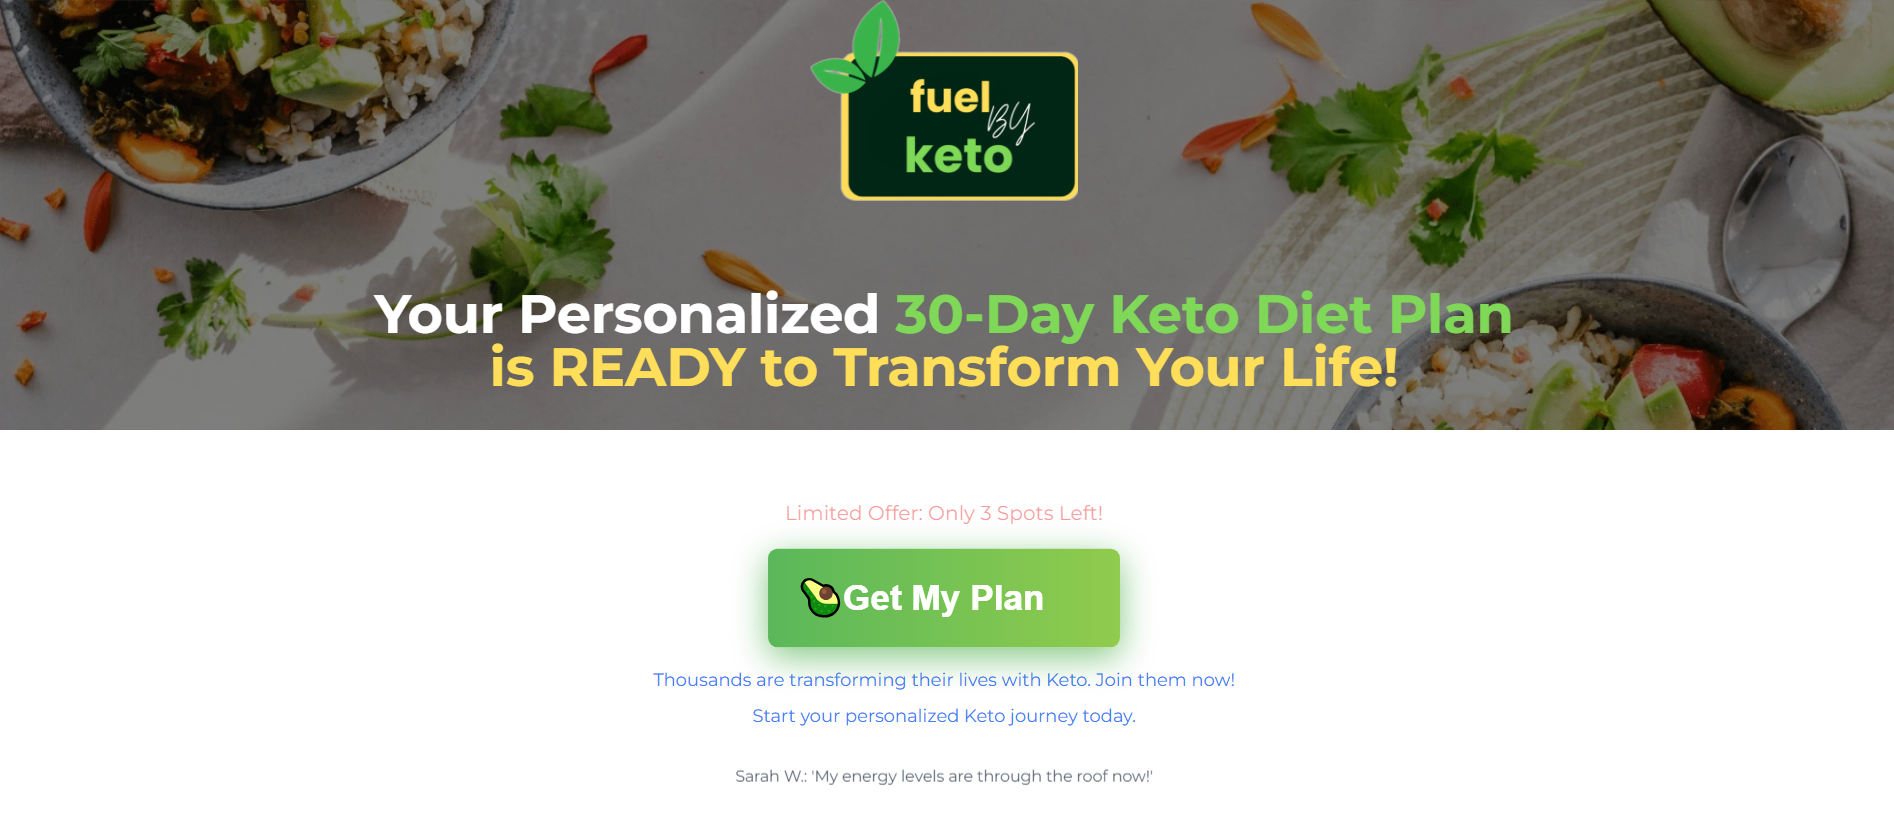 fuel
BY
keto
Your Personalized 30-Day Keto Diet Plan
is READY to Transform Your Life!
Limited Offer: Only 3 Spots Left!
Get My Plan
Thousands are transforming their lives with Keto. Join them now!
Start your personalized Keto journey today.
Sarah W.: 'My energy levels are through the roof now!'